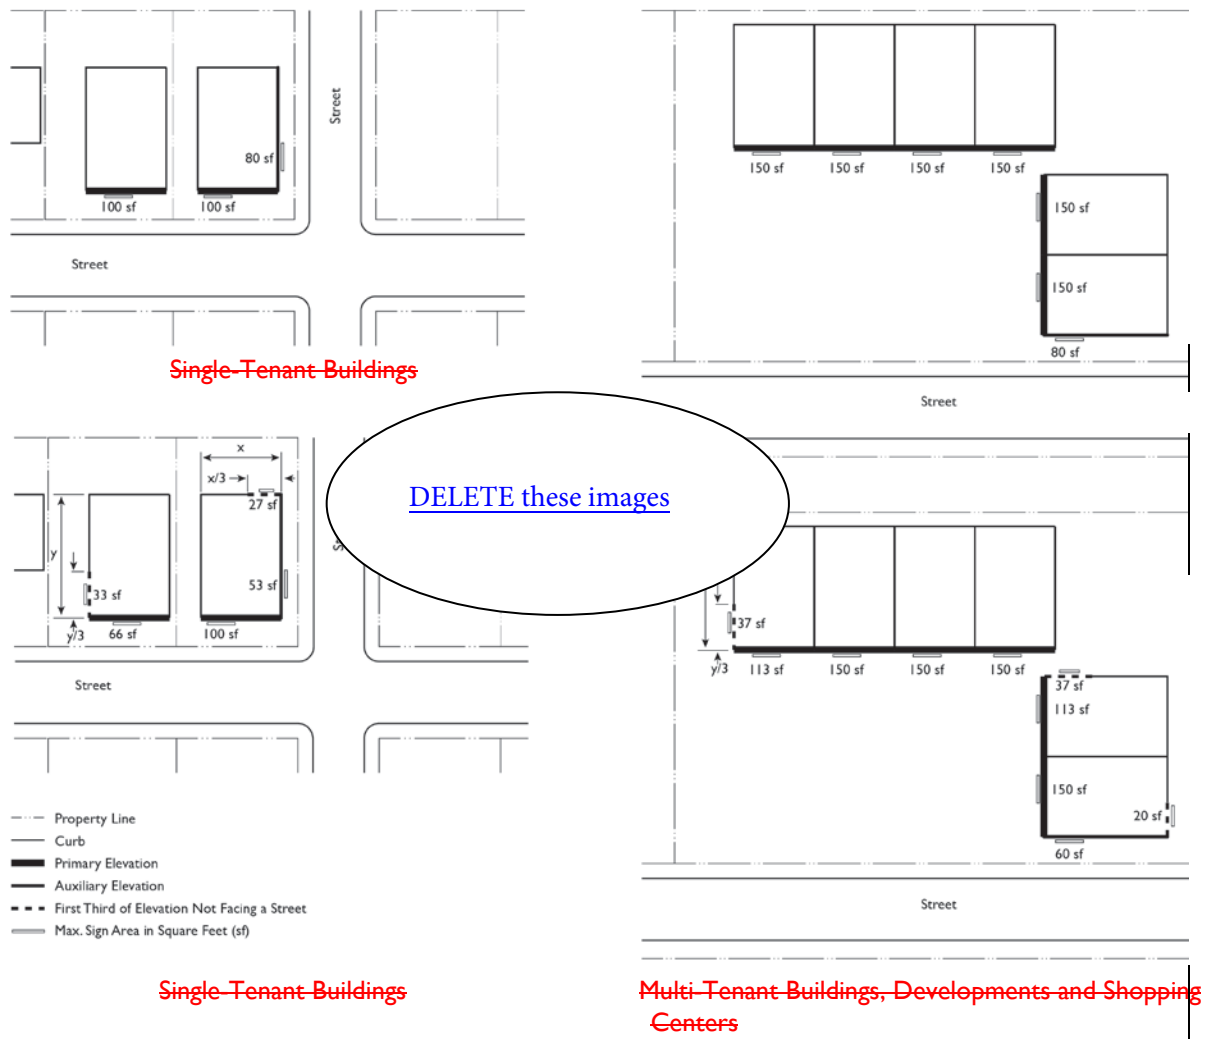 Street
80 sf
100 sf
100 sf
Street
Single-Tenant Buildings
150 sf
150 sf
150 sf
150 sf
150 sf
150 sf
80 sf
Street
DELETE these images
x
x/3
27 sf
y
33 sf
53 sf
y/3
66 sf
100 sf
Street
37 sf
y/3
113 sf
150 sf
150 sf
150 sf
37 sf
113 sf
150 sf
20 sf
60 sf
Street
Property Line
Curb
Primary Elevation
Auxiliary Elevation
First Third of Elevation Not Facing a Street
Max. Sign Area in Square Feet (sf)
Single-Tenant Buildings
Multi-Tenant Buildings, Developments and Shopping
Centers